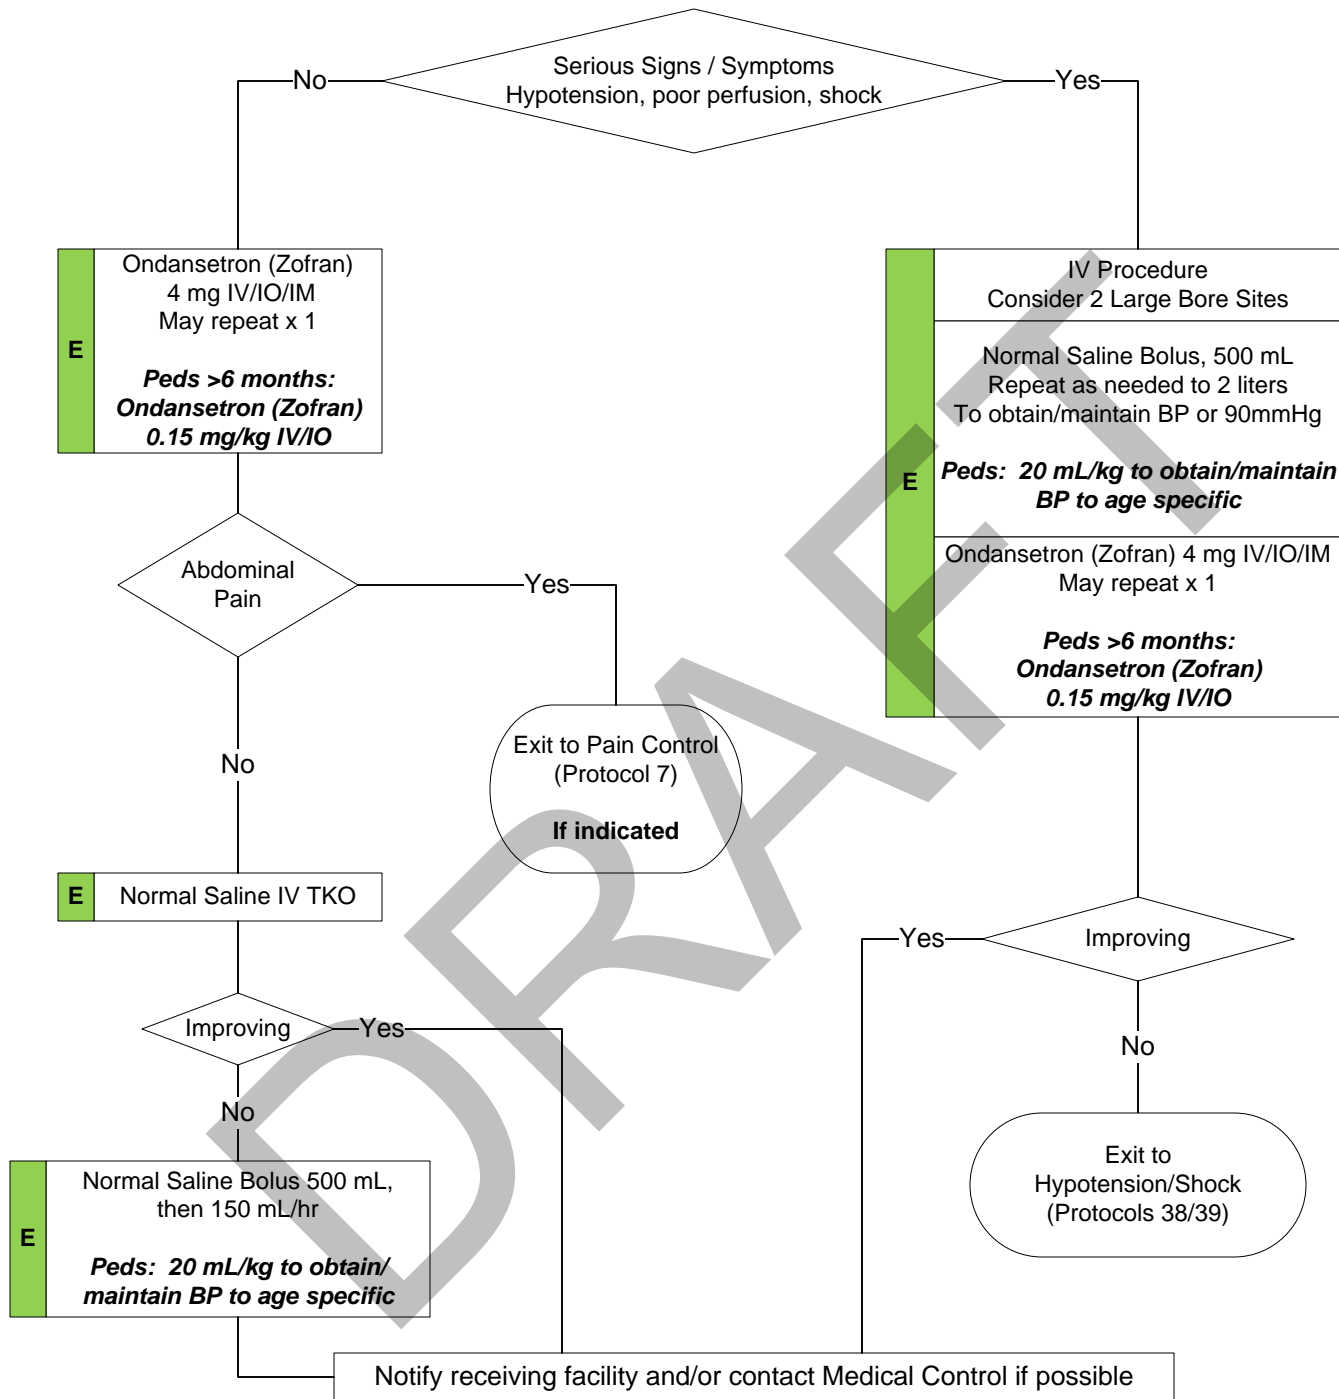 Serious Signs / Symptoms
Hypotension, poor perfusion, shock
No
Yes
E
Ondansetron (Zofran)
4 mg IV/IO/IM
May repeat x 1
Peds >6 months:
Ondansetron (Zofran)
0.15 mg/kg IV/IO
E
IV Procedure
Consider 2 Large Bore Sites
Normal Saline Bolus, 500 mL
Repeat as needed to 2 liters
To obtain/maintain BP or 90mmHg
Peds: 20 mL/kg to obtain/maintain
BP to age specific
Ondansetron (Zofran) 4 mg IV/IO/IM
May repeat x 1
Peds >6 months:
Ondansetron (Zofran)
0.15 mg/kg IV/IO
Abdominal
Pain
Yes
No
Exit to Pain Control
(Protocol 7)
If indicated
E
Normal Saline IV TKO
Improving
Yes
No
Improving
Yes
No
Exit to
Hypotension/Shock
(Protocols 38/39)
E
Normal Saline Bolus 500 mL,
then 150 mL/hr
Peds: 20 mL/kg to obtain/
maintain BP to age specific
Notify receiving facility and/or contact Medical Control if possible
DRAFT